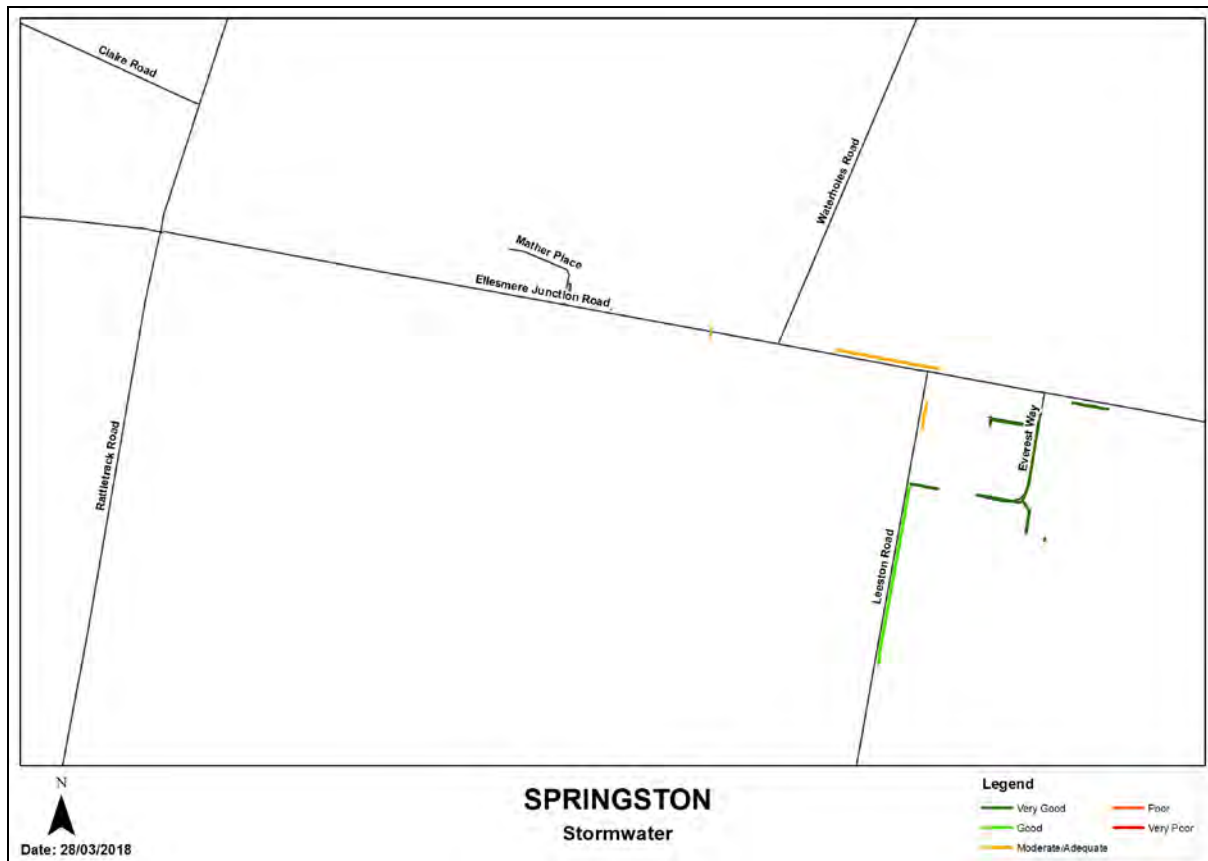 Claire Road
Waterholes Road
Mather Place
Ellesmere Junction Road
Rattletrack Road
Everest Way
Leeston Road
N
Date: 28/03/2018
SPRINGSTON
Stormwater
Legend
Very Good
Good
Moderate/Adequate
Poor
Very Poor